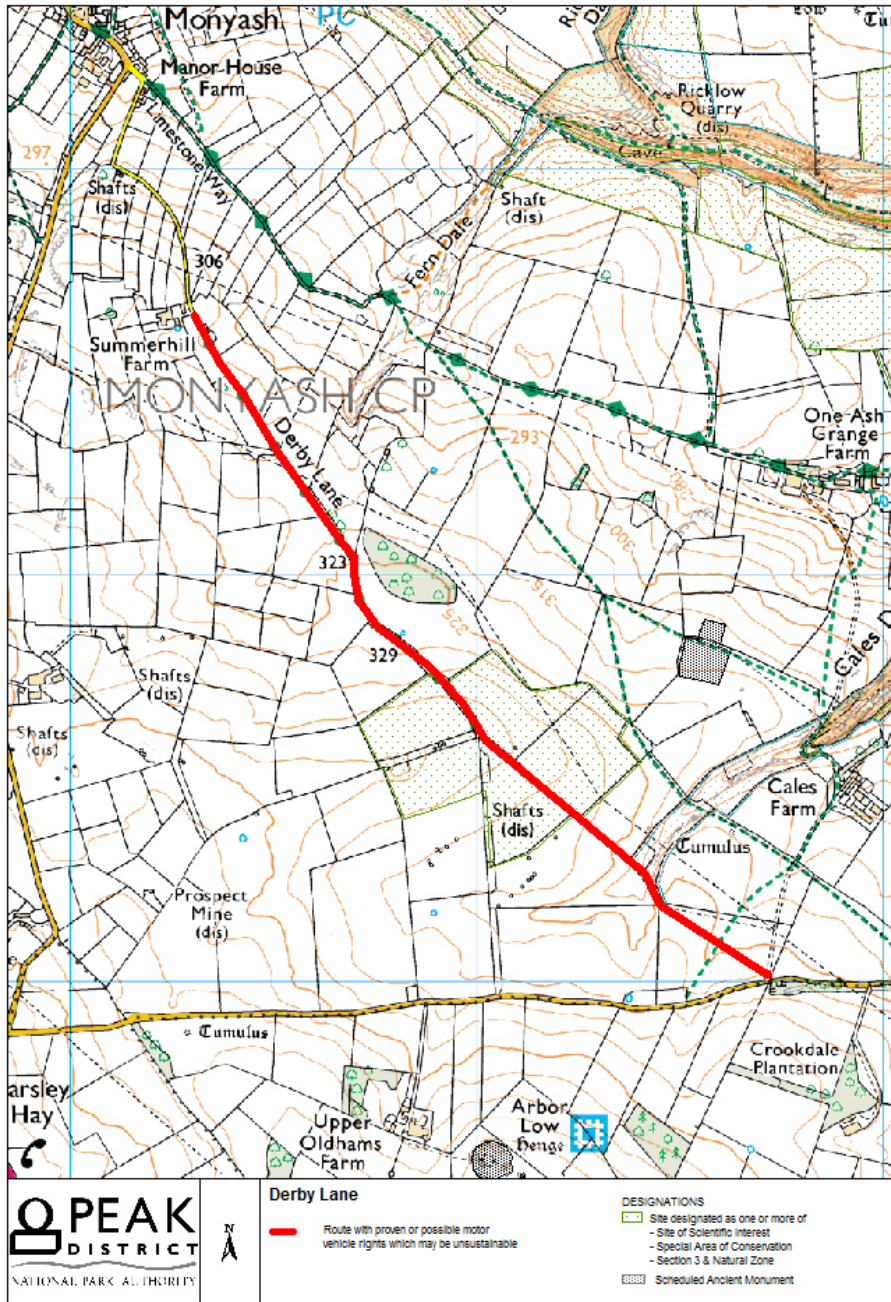 Monyash
PC
Manor House
Farm
Limestone Way
Ricklow
Quarry
(dis)
Cave
297
Shafts
(dis)
Shaft
(dis)
Fern Dale
306
Summerhill
Farm
MONYASH CP
Derby Lane
293
One Ash
Grange
Farm
280
300
315
323
325
329
Shafts
(dis)
Shafts
(dis)
Cales
Farm
Shafts
(dis)
Tumulus
Prospect
Mine
(dis)
Tumulus
Crookdale
Plantation
arsley
Hay
Upper
Oldhams
Farm
Arbor
Low
Henge
PEAK
DISTRICT
NATIONAL PARK AUTHORITY
N
Derby Lane
Route with proven or possible motor
vehicle rights which may be unsustainable
DESIGNATIONS
Site designated as one or more of
- Site of Scientific Interest
- Special Area of Conservation
- Section 3 & Natural Zone
Scheduled Ancient Monument